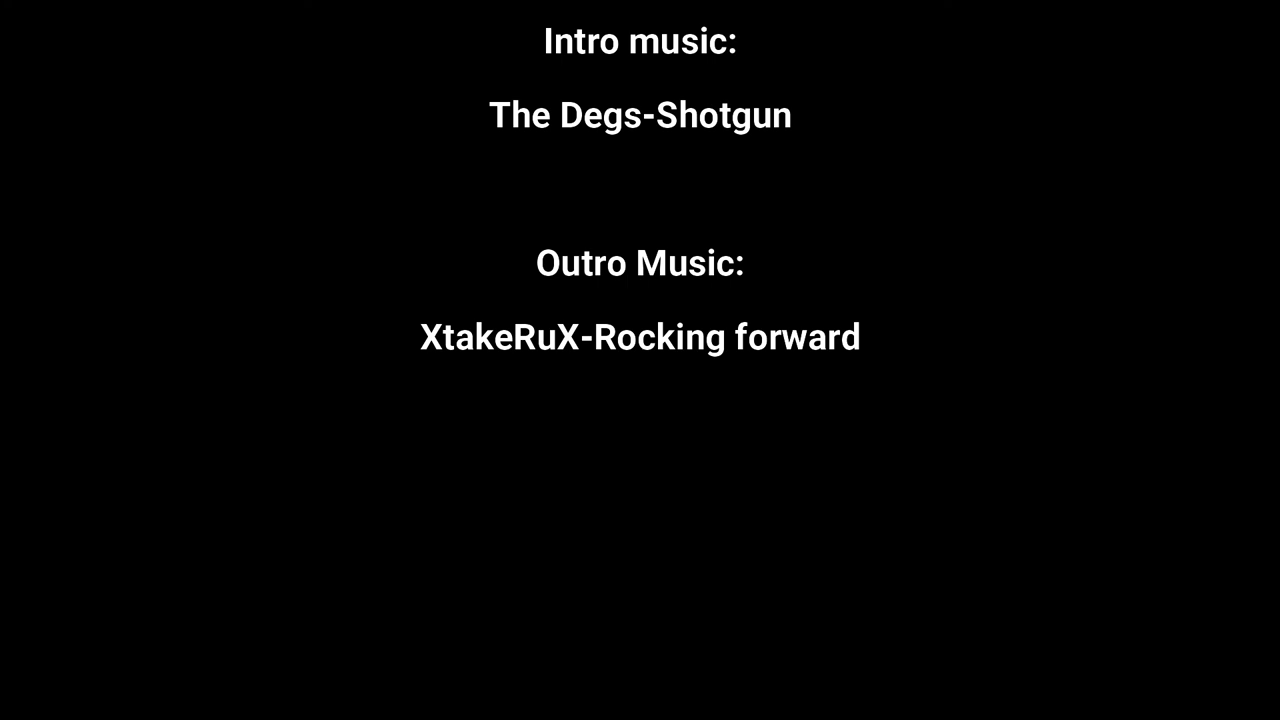 Intro music:
The Degs-Shotgun
Outro Music:
XtakeRuX-Rocking forward